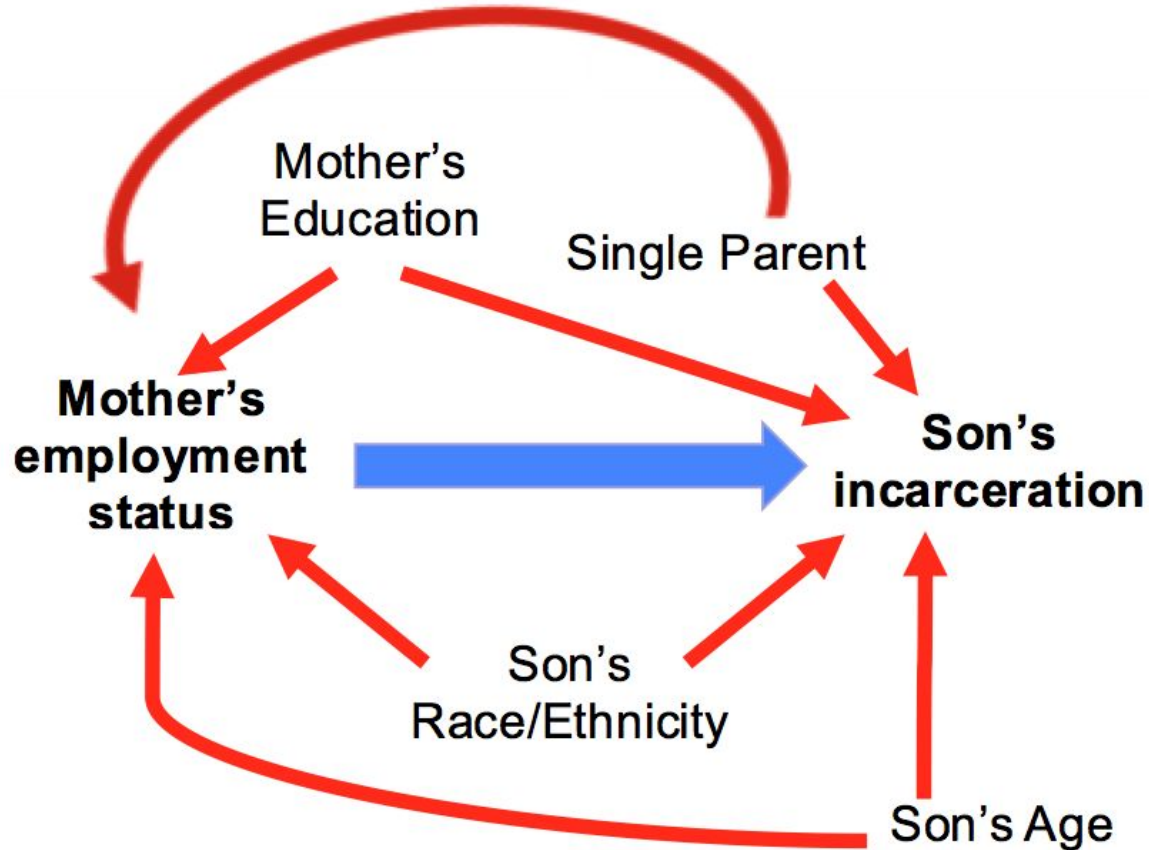 Mother’s
Education
Single Parent
Mother’s
employment
status
Son’s
incarceration
Son’s
Race/Ethnicity
Son’s Age